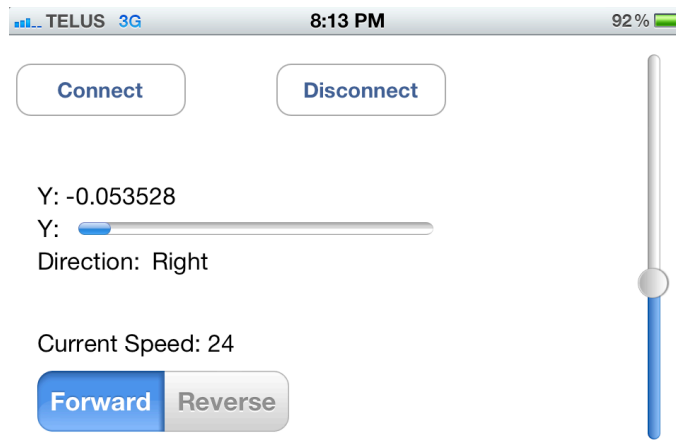 TELUS 3G 8:13 PM 92%
Connect Disconnect
Y: -0.053528
Y:
Direction: Right
Current Speed: 24
Forward Reverse